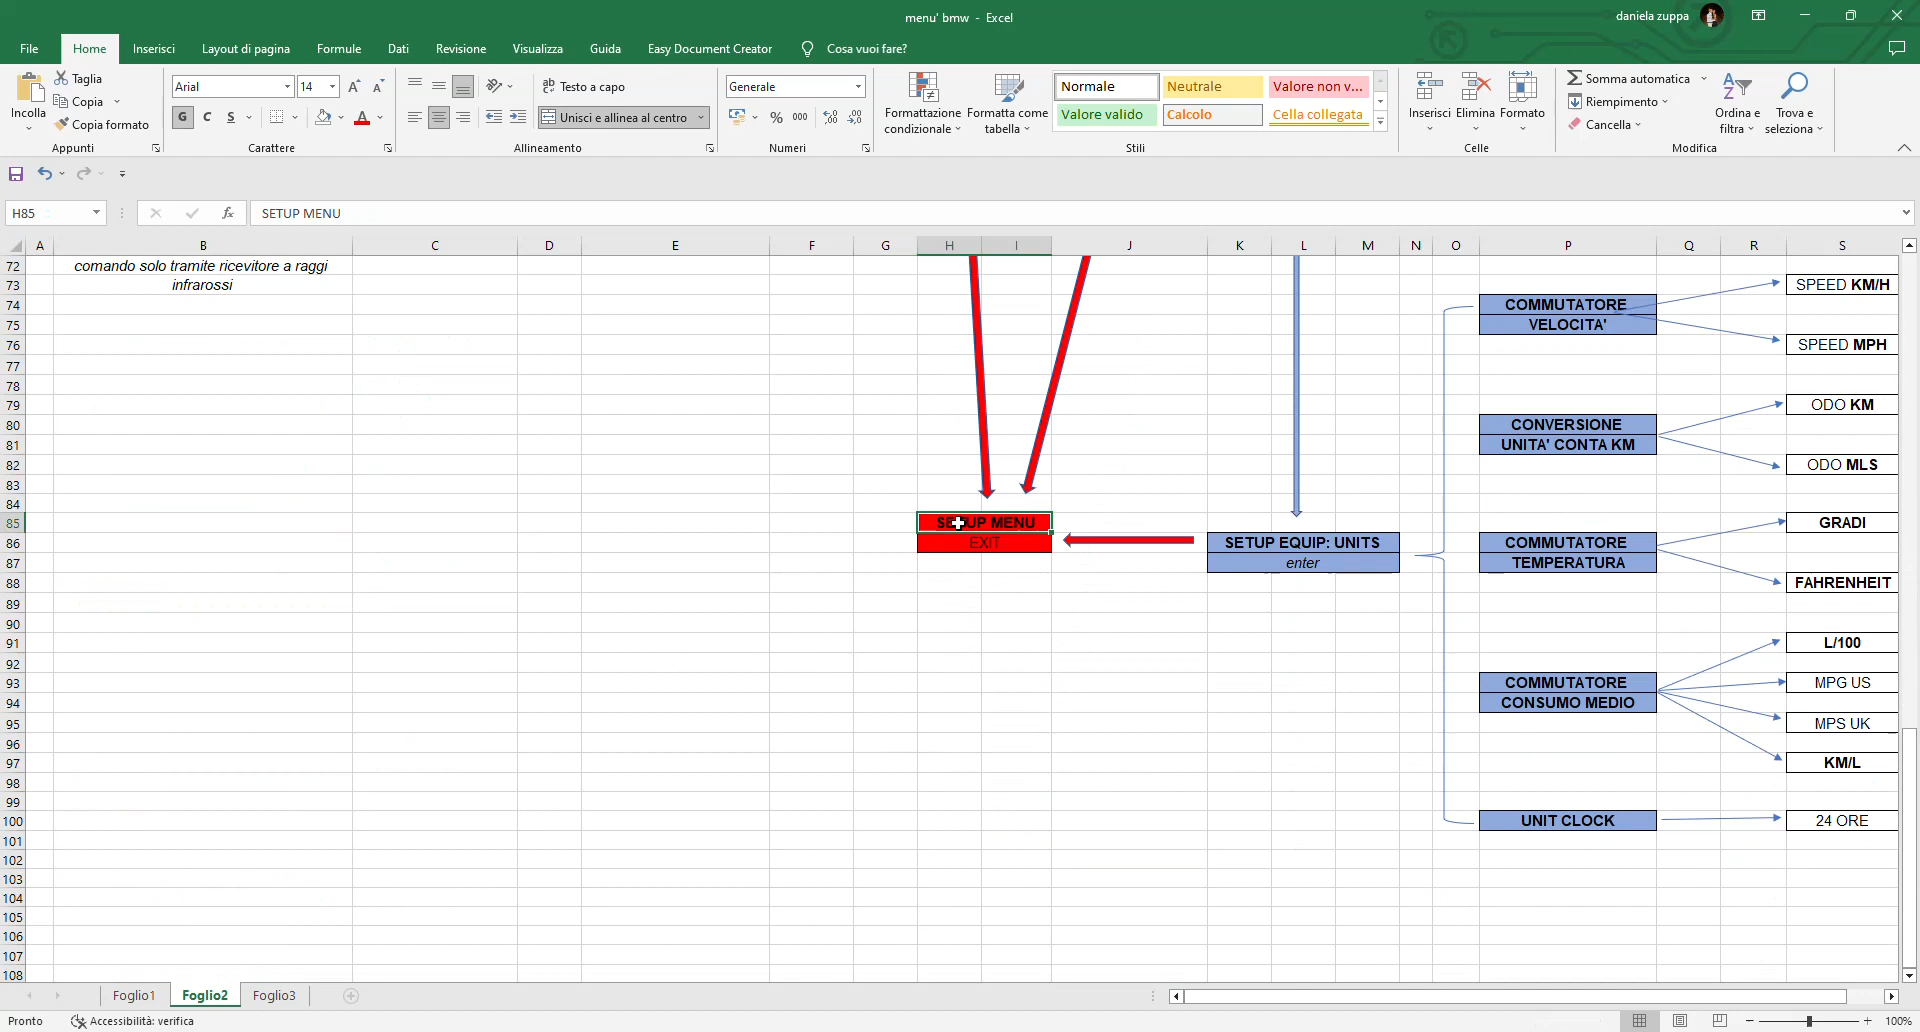 menu' bmw - Excel
daniela zuppa
File Home Inserisci Layout di pagina Formule Dati Revisione Visualizza Guida Easy Document Creator Cosa vuoi fare?
Incolla
Taglia
Copia
Copia formato
Appunti
Arial 14
G C S
Carattere
Testo a capo
Unisci e allinea al centro
Allineamento
Generale
% 000
Numeri
Formattazione condizionale
Formatta come tabella
Normale Neutrale Valore non v...
Valore valido Calcolo Cella collegata
Stili
Inserisci Elimina Formato
Celle
Somma automatica
Riempimento
Cancella
Ordina e filtra
Trova e seleziona
Modifica
H85
fx
SETUP MENU
A B C D E F G H I J K L M N O P Q R S
72 comando solo tramite ricevitore a raggi
73 infrarossi SPEED KM/H
74 COMMUTATORE
75 VELOCITA'
76 SPEED MPH
77
78
79 ODO KM
80 CONVERSIONE
81 UNITA' CONTA KM
82 ODO MLS
83
84
85 SETUP MENU GRADI
86 EXIT SETUP EQUIP: UNITS COMMUTATORE
87 enter TEMPERATURA
88 FAHRENHEIT
89
90
91 L/100
92
93 COMMUTATORE MPG US
94 CONSUMO MEDIO
95 MPS UK
96
97 KM/L
98
99
100 UNIT CLOCK 24 ORE
101
102
103
104
105
106
107
108
Foglio1 Foglio2 Foglio3
Pronto Accessibilità: verifica 100%